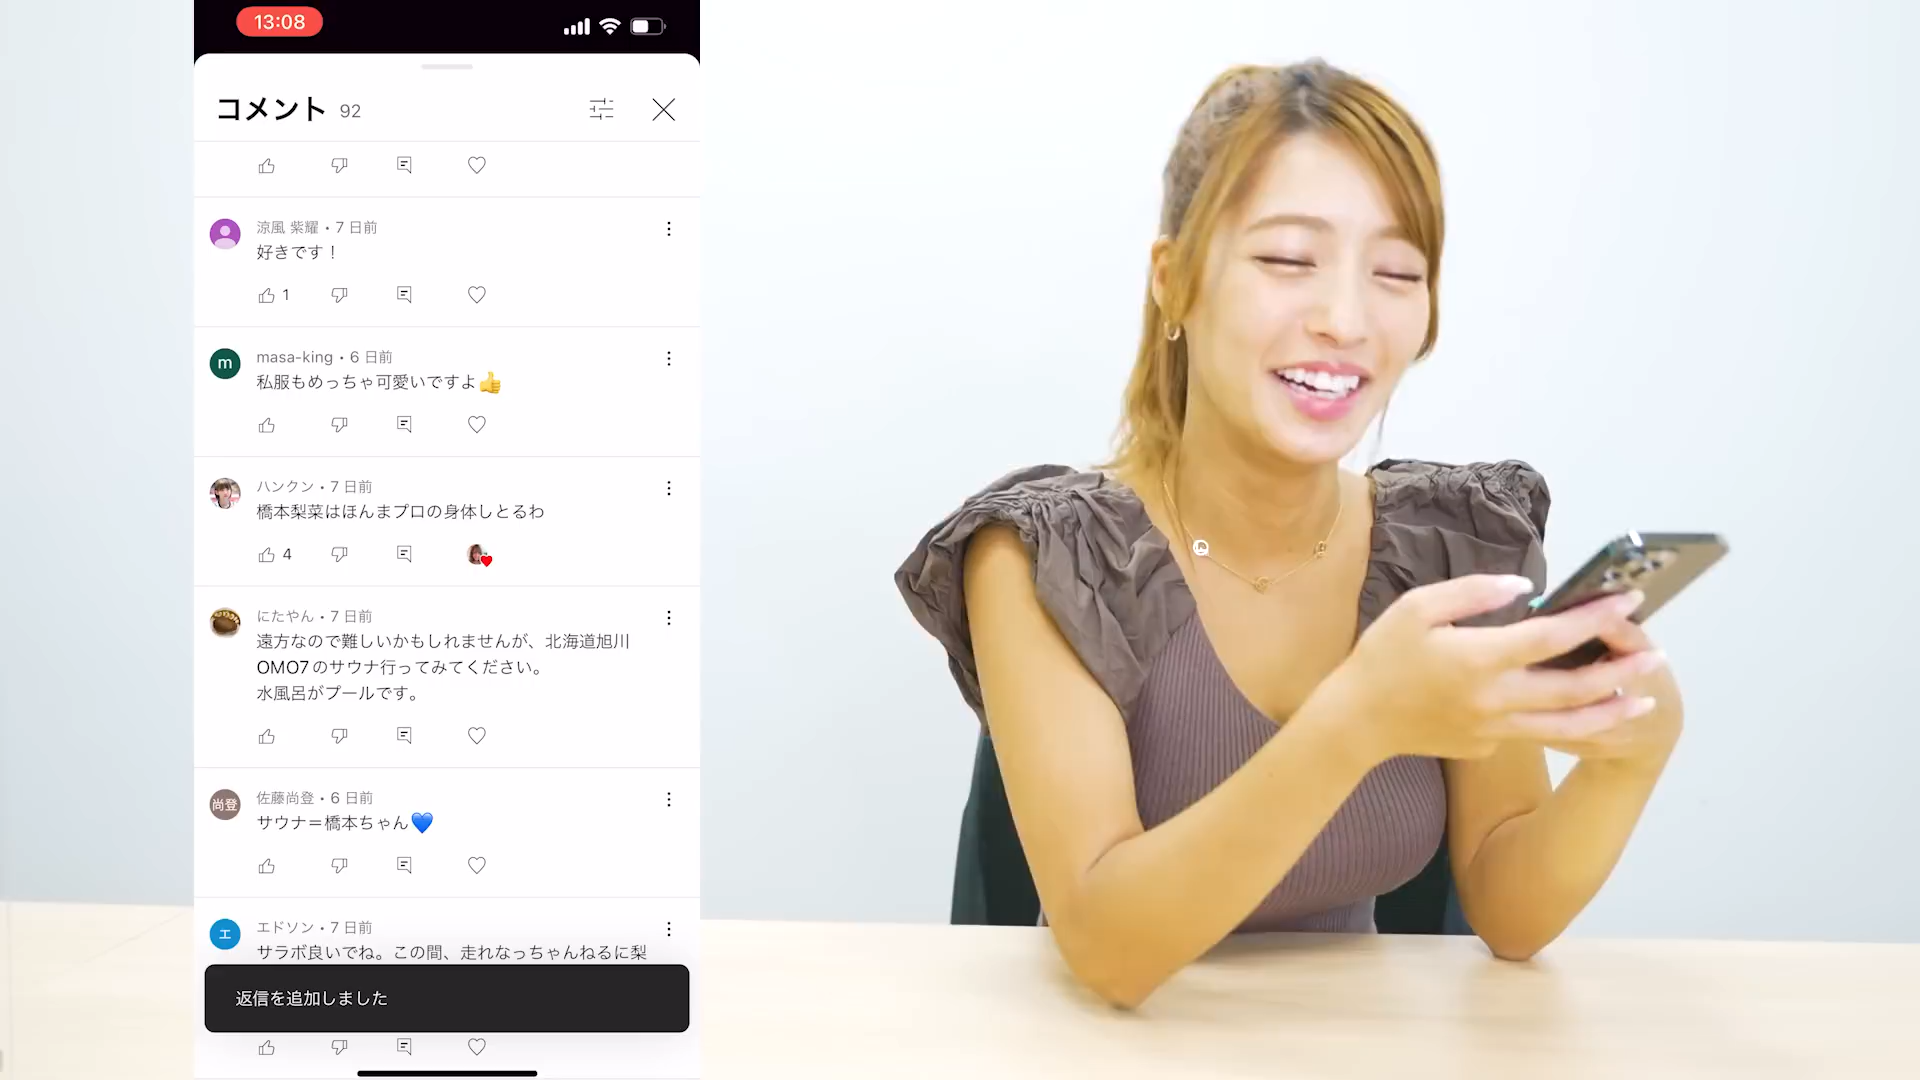 13:08
コメント 92
涼風 紫耀・7 日前
好きです！
1
m
masa-king・6 日前
私服もめっちゃ可愛いですよ👍
ハンクン・7 日前
橋本梨菜はほんまプロの身体しとるわ
4
にたやん・7 日前
遠方なので難しいかもしれませんが、北海道旭川
OMO7のサウナ行ってみてください。
水風呂がプールです。
尚登
佐藤尚登・6 日前
サウナ＝橋本ちゃん💙
エ
エドソン・7 日前
サラボ良いでね。この間、走れなっちゃんねるに梨
返信を追加しました